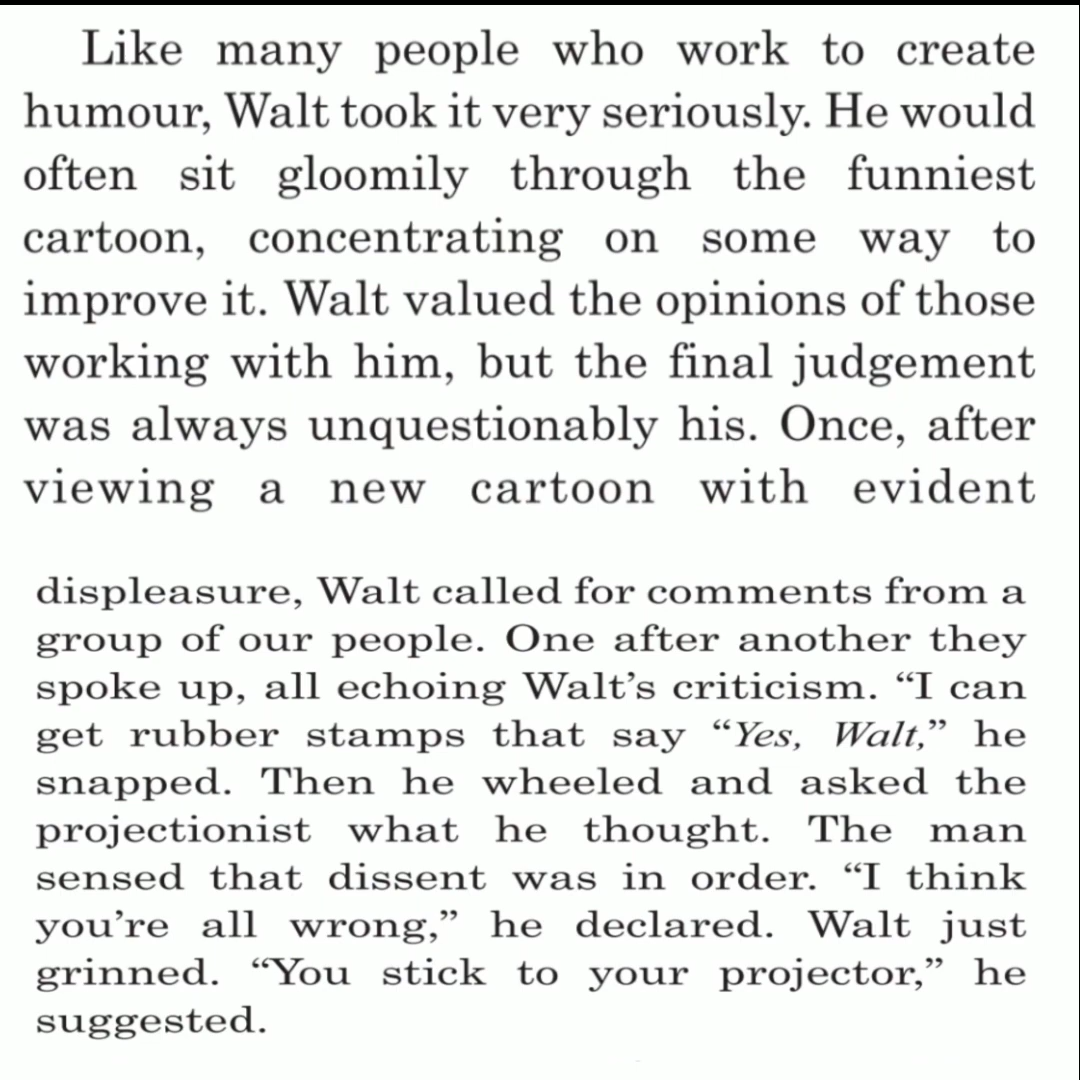 Like many people who work to create
humour, Walt took it very seriously. He would
often sit gloomily through the funniest
cartoon, concentrating on some way to
improve it. Walt valued the opinions of those
working with him, but the final judgement
was always unquestionably his. Once, after
viewing a new cartoon with evident
displeasure, Walt called for comments from a
group of our people. One after another they
spoke up, all echoing Walt’s criticism. “I can
get rubber stamps that say “Yes, Walt,” he
snapped. Then he wheeled and asked the
projectionist what he thought. The man
sensed that dissent was in order. “I think
you’re all wrong,” he declared. Walt just
grinned. “You stick to your projector,” he
suggested.